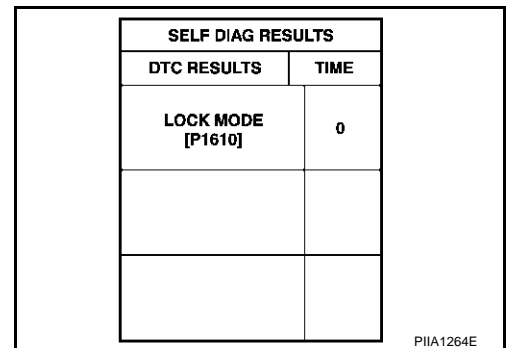 SELF DIAG RESULTS
DTC RESULTS TIME
LOCK MODE
[P1610] 0
PIIA1264E